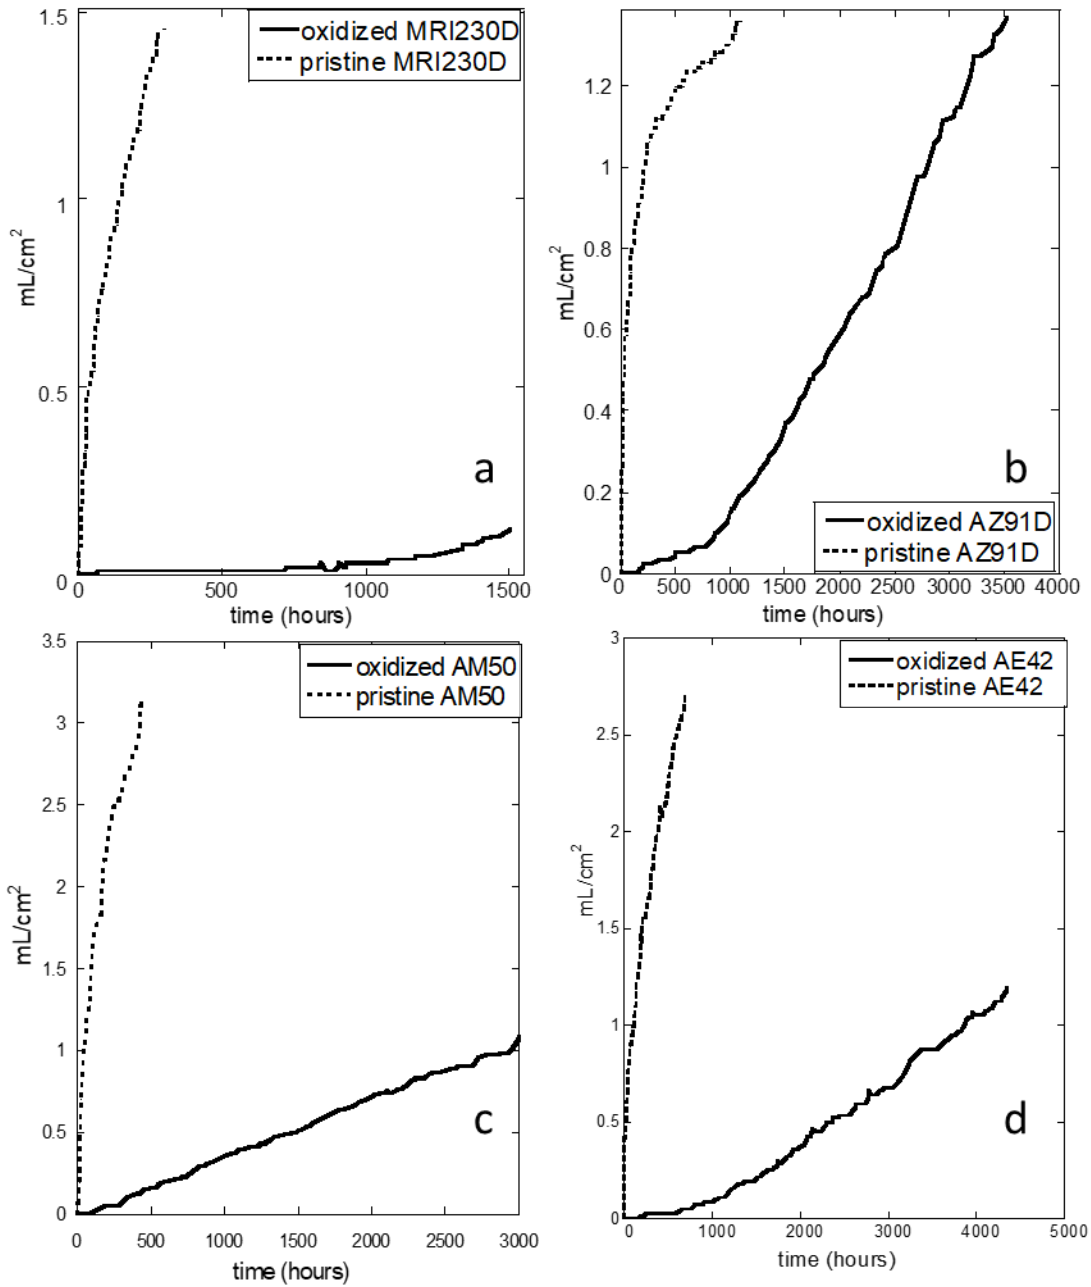 1.5
oxidized MRI230D
pristine MRI230D
1
0.5
0
mL/cm²
a
0 500 1000 1500
time (hours)
oxidized AZ91D
pristine AZ91D
1.2
1
0.8
0.6
0.4
0.2
0
mL/cm²
b
0 500 1000 1500 2000 2500 3000 3500 4000
time (hours)
3.5
oxidized AM50
pristine AM50
3
2.5
2
1.5
1
0.5
0
mL/cm²
c
0 500 1000 1500 2000 2500 3000
time (hours)
3
oxidized AE42
pristine AE42
2.5
2
1.5
1
0.5
0
mL/cm²
d
0 1000 2000 3000 4000 5000
time (hours)